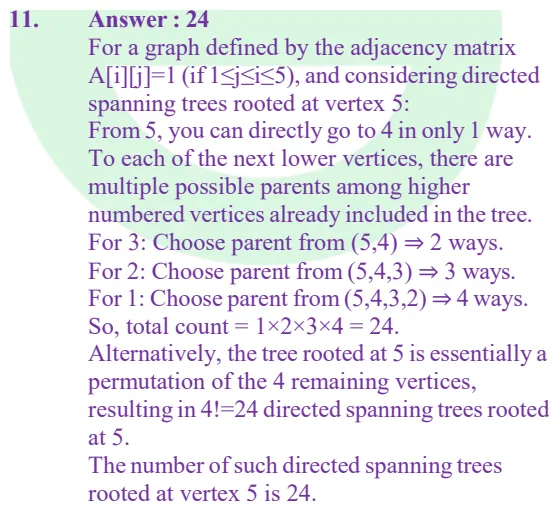 11. Answer : 24
For a graph defined by the adjacency matrix
A[i][j]=1 (if 1≤j≤i≤5), and considering directed
spanning trees rooted at vertex 5:
From 5, you can directly go to 4 in only 1 way.
To each of the next lower vertices, there are
multiple possible parents among higher
numbered vertices already included in the tree.
For 3: Choose parent from (5,4) ⇒ 2 ways.
For 2: Choose parent from (5,4,3) ⇒ 3 ways.
For 1: Choose parent from (5,4,3,2) ⇒ 4 ways.
So, total count = 1×2×3×4 = 24.
Alternatively, the tree rooted at 5 is essentially a
permutation of the 4 remaining vertices,
resulting in 4!=24 directed spanning trees rooted
at 5.
The number of such directed spanning trees
rooted at vertex 5 is 24.